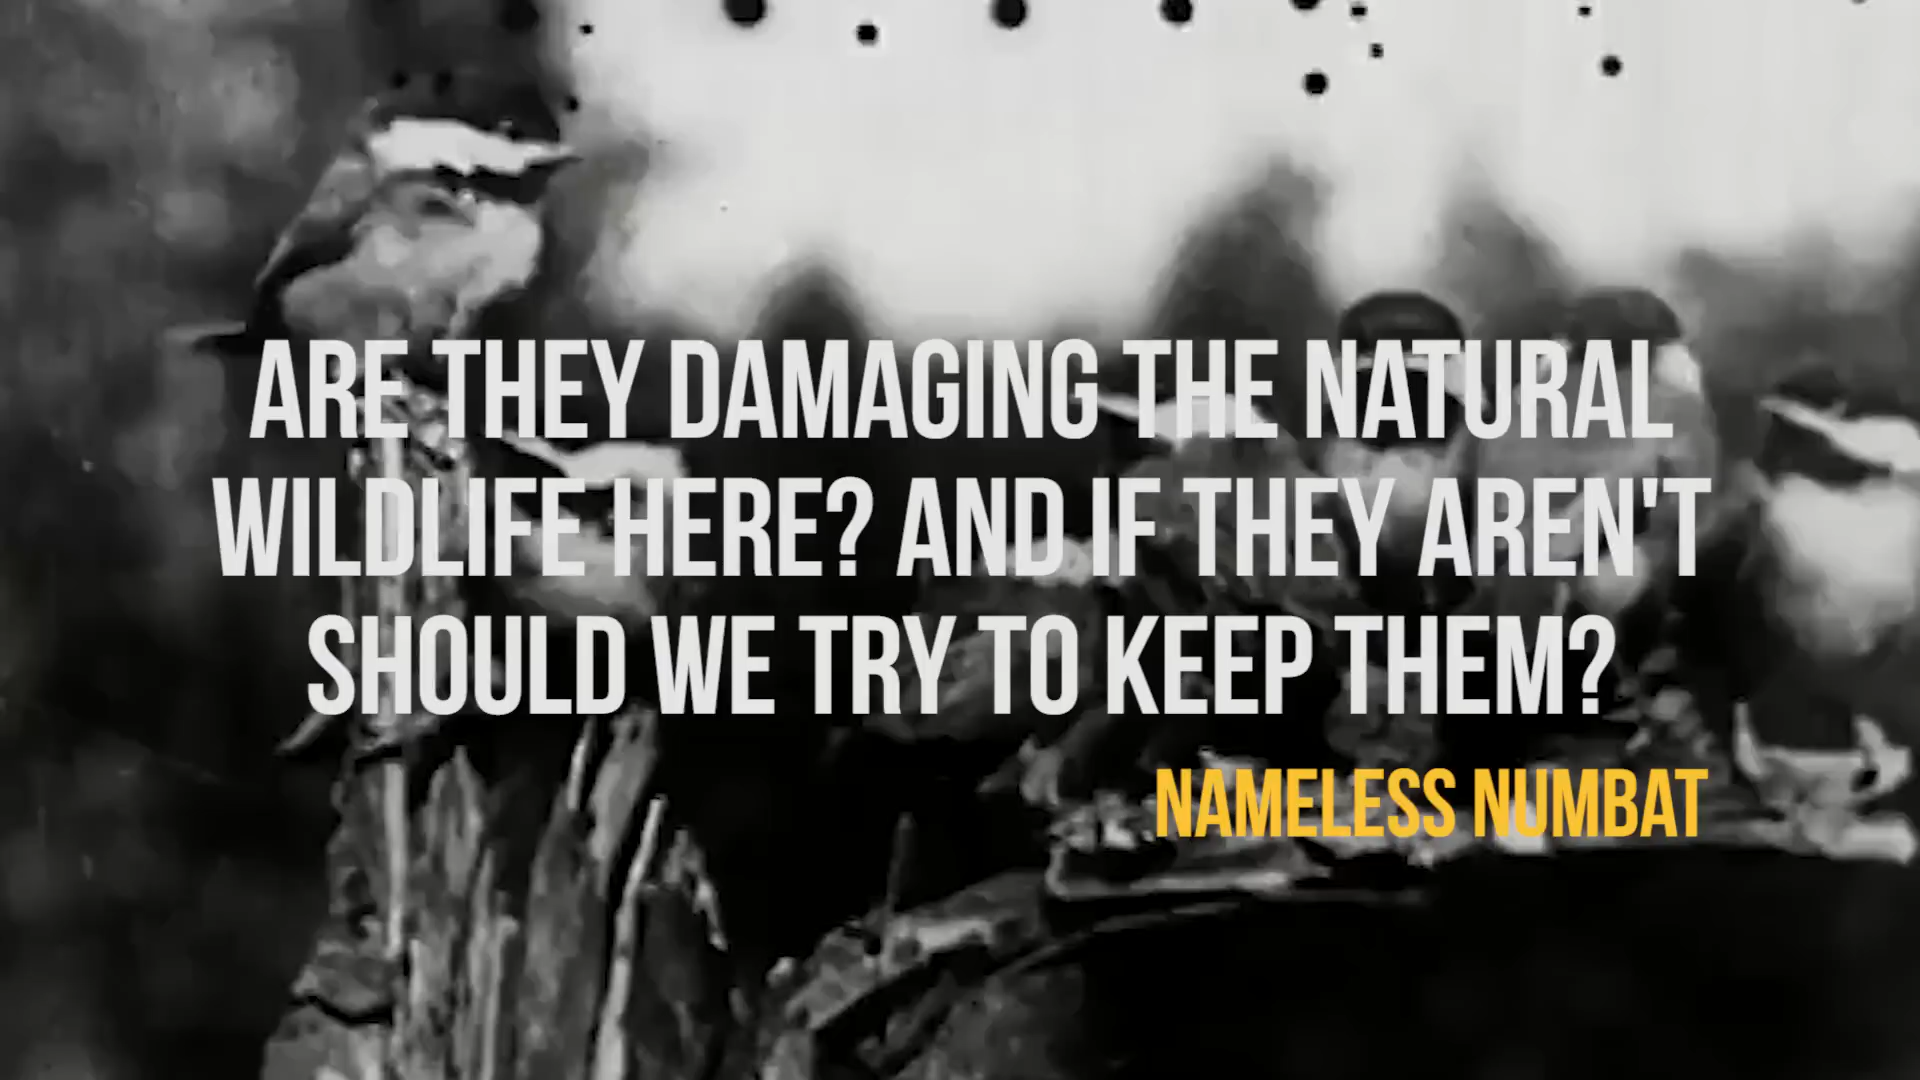 ARE THEY DAMAGING THE NATURAL
WILDLIFE HERE? AND IF THEY AREN'T
SHOULD WE TRY TO KEEP THEM?
NAMELESS NUMBAT